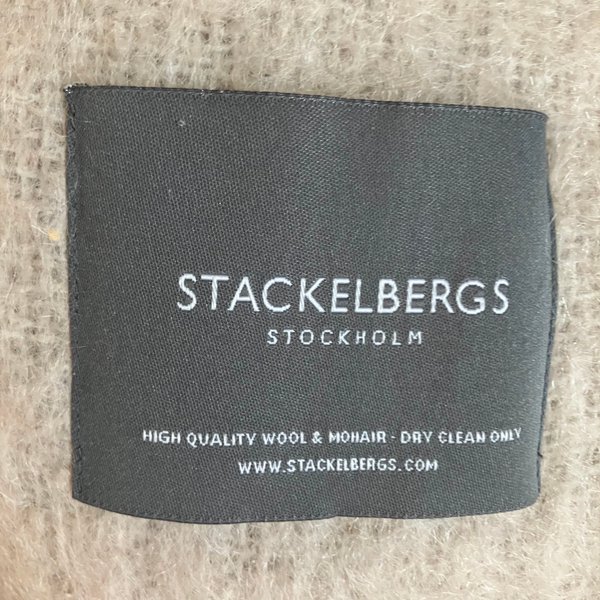 STACKELBERGS
STOCKHOLM
HIGH QUALITY WOOL & MOHAIR - DRY CLEAN ONLY
WWW.STACKELBERGS.COM